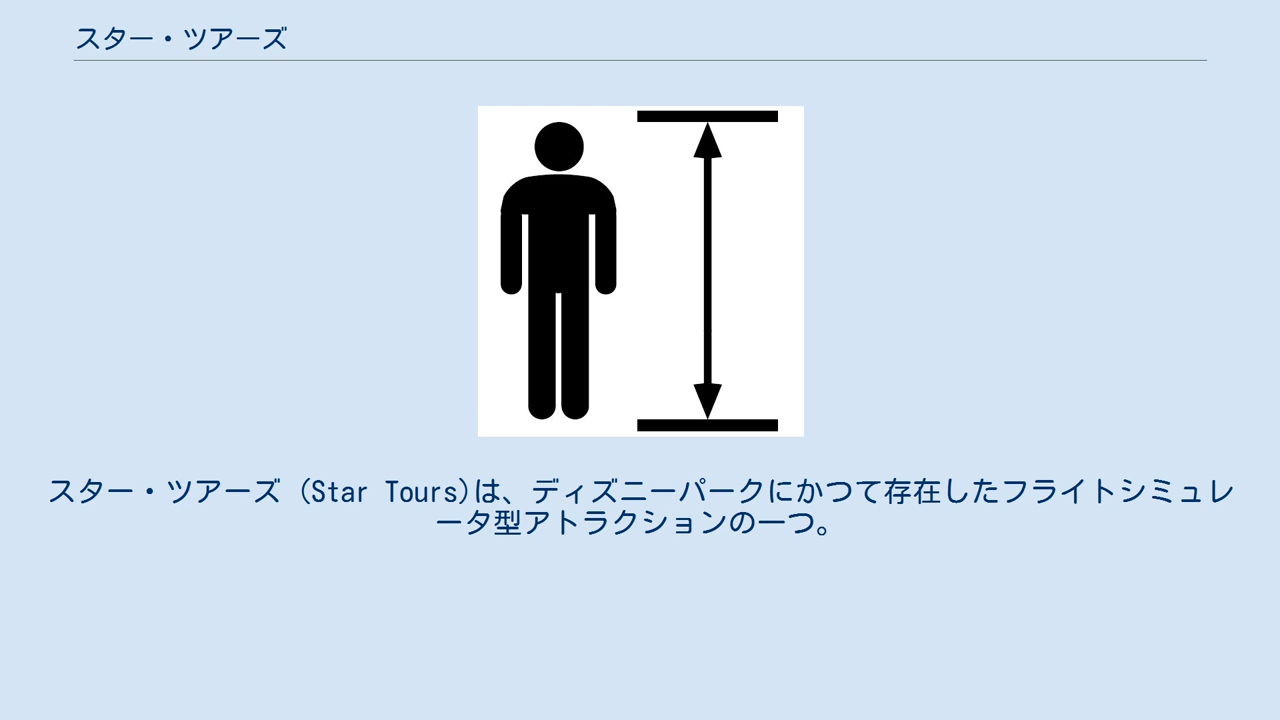 スター・ツアーズ
スター・ツアーズ (Star Tours)は、ディズニーパークにかつて存在したフライトシミュレ
ータ型アトラクションの一つ。